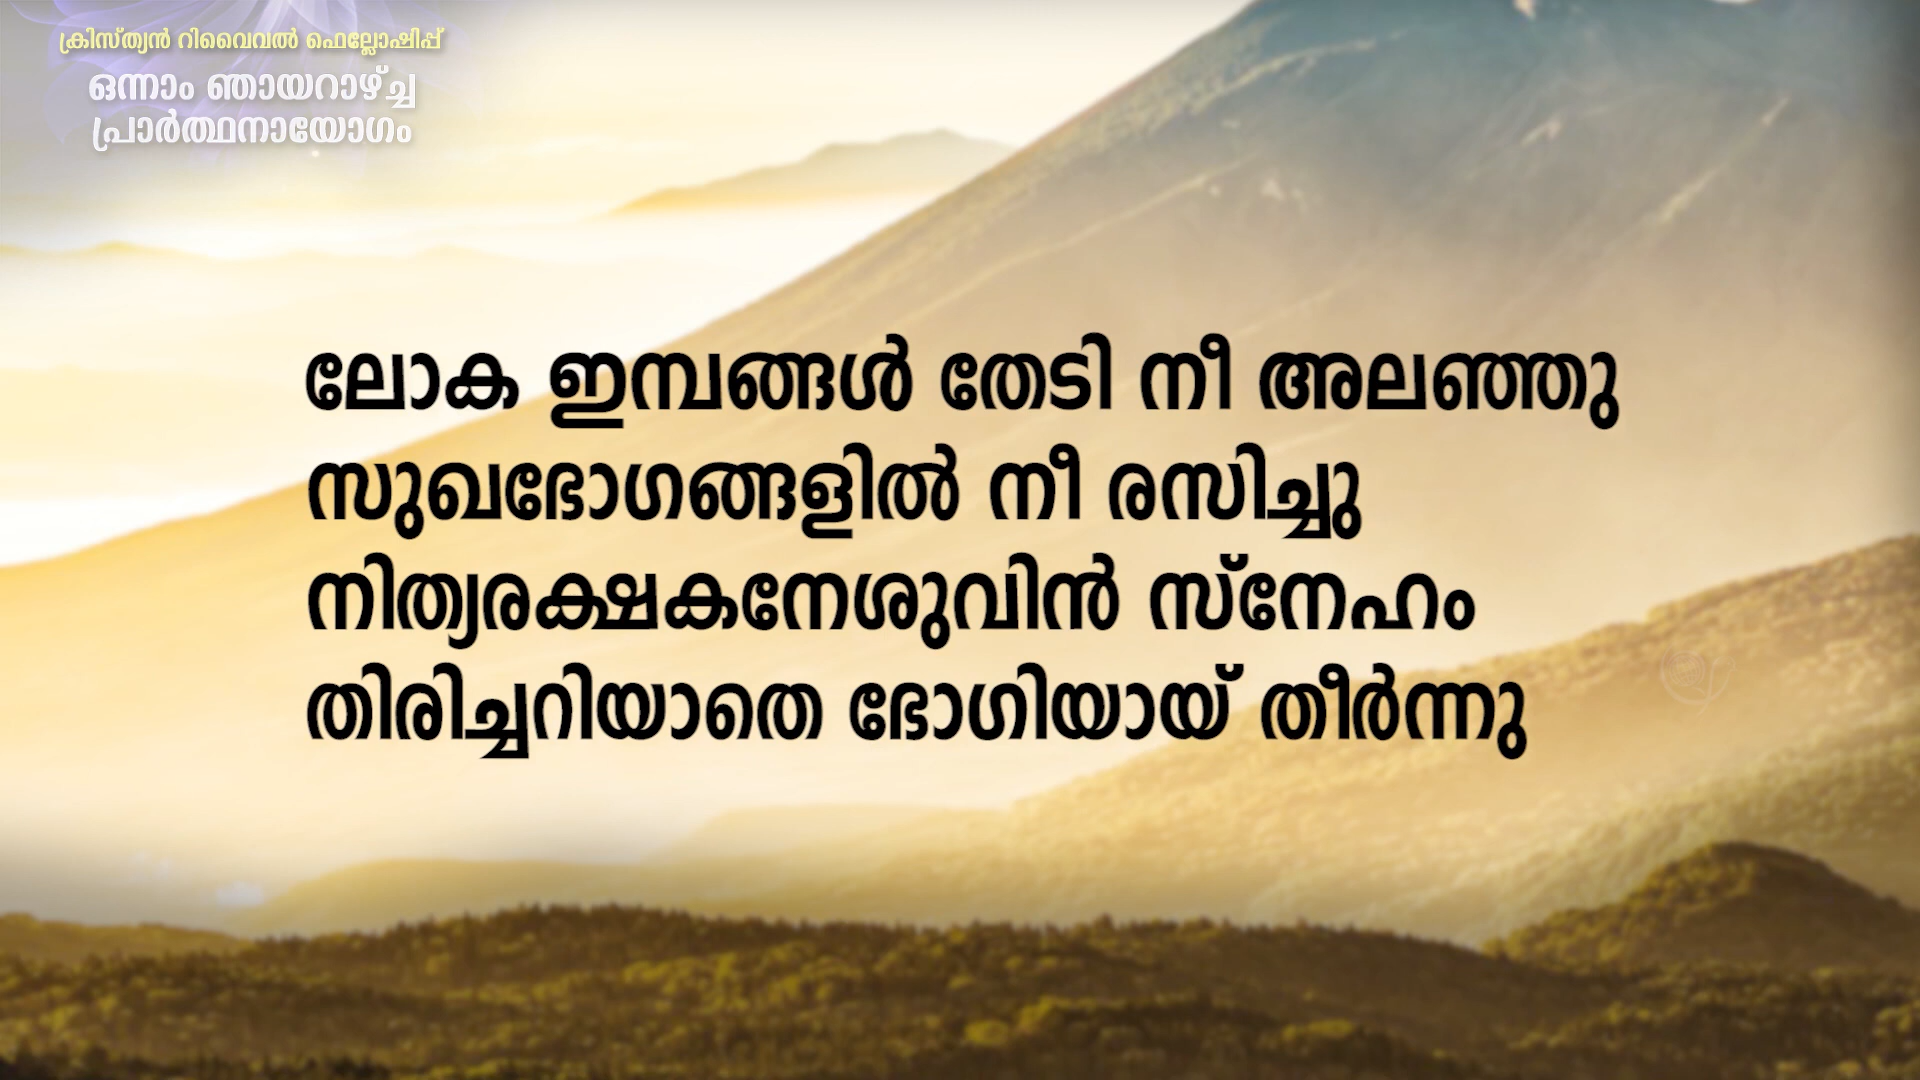 ക്രിസ്ത്യൻ റിവൈവൽ ഫെല്ലോഷിപ്പ്
ഒന്നാം ഞായറാഴ്ച്ച
പ്രാർത്ഥനായോഗം
ലോക ഇമ്പങ്ങൾ തേടി നീ അലഞ്ഞു
സുഖഭോഗങ്ങളിൽ നീ രസിച്ചു
നിത്യരക്ഷകനേശുവിൻ സ്നേഹം
തിരിച്ചറിയാതെ ഭോഗിയായ് തീർന്നു